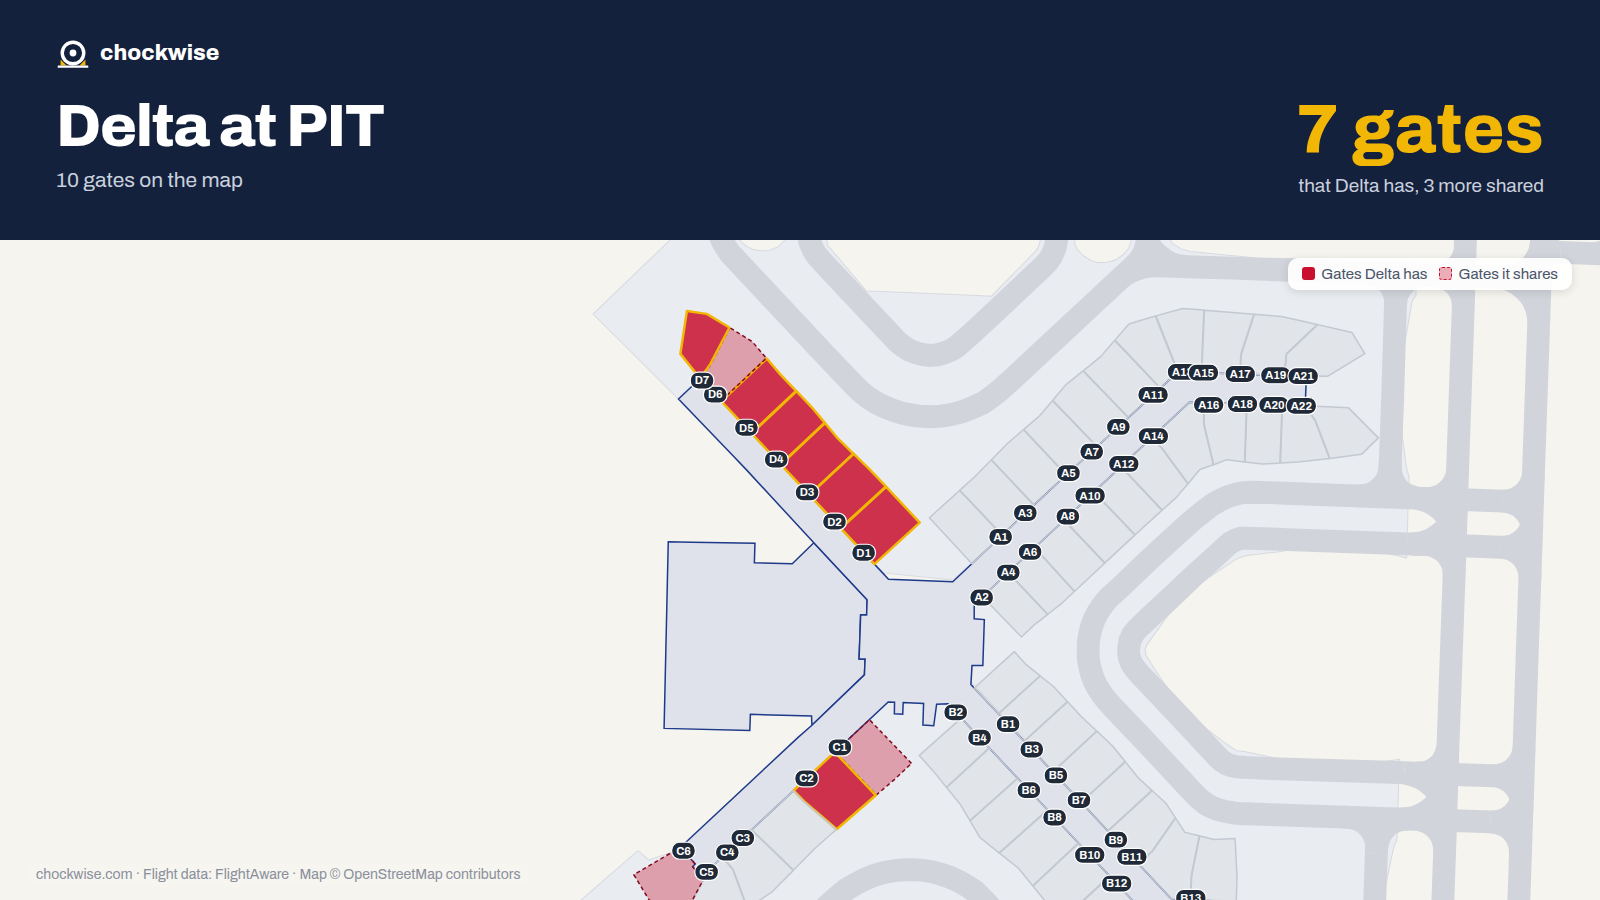 chockwise
Delta at PIT
10 gates on the map
7 gates
that Delta has, 3 more shared
Gates Delta has
Gates it shares
D7
D6
D5
D4
D3
D2
D1
A15
A17
A19
A21
A11
A16
A18
A20
A22
A9
A14
A7
A12
A5
A10
A3
A8
A1
A6
A4
A2
B2
B1
B4
B3
B5
B6
B7
B8
B9
B10
B11
B12
B13
C1
C2
C3
C4
C6
C5
chockwise.com · Flight data: FlightAware · Map © OpenStreetMap contributors